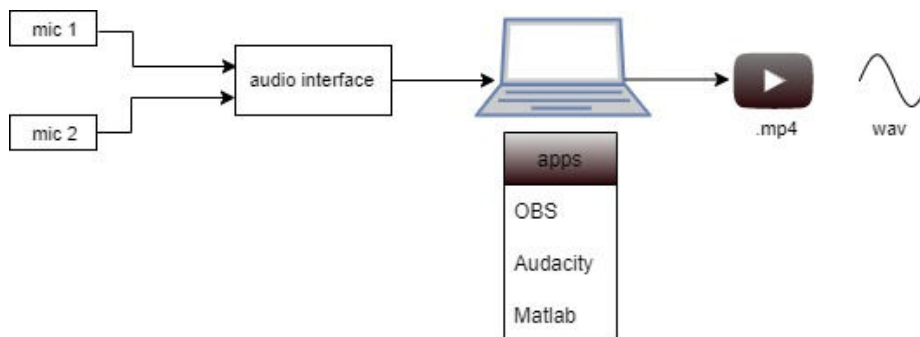 mic 1
mic 2
audio interface
apps
OBS
Audacity
Matlab
.mp4
wav